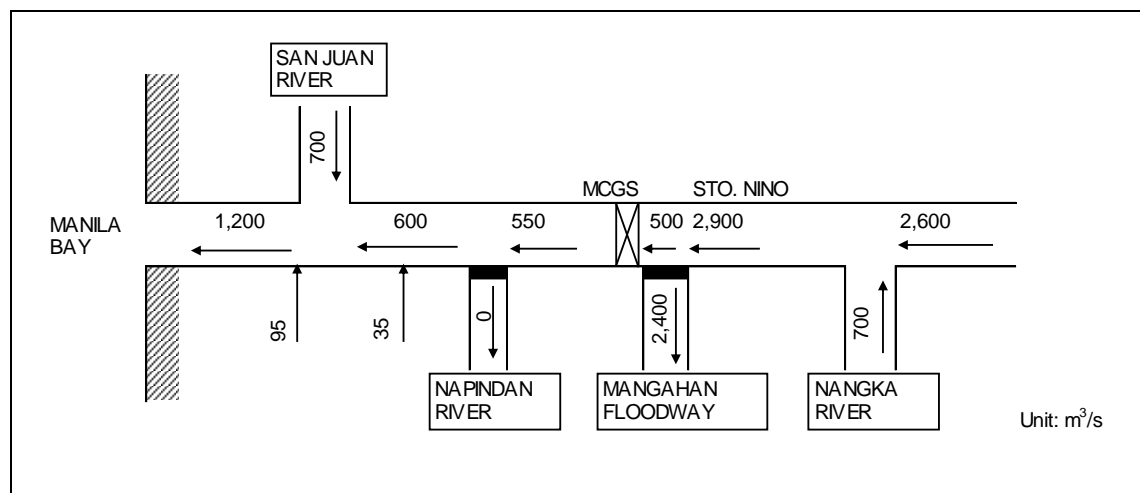 SAN JUAN
RIVER
700
MCGS
STO. NINO
MANILA
BAY
1,200
600
550
500
2,900
2,600
95
35
0
2,400
700
NAPINDAN
RIVER
MANGAHAN
FLOODWAY
NANGKA
RIVER
Unit: m³/s